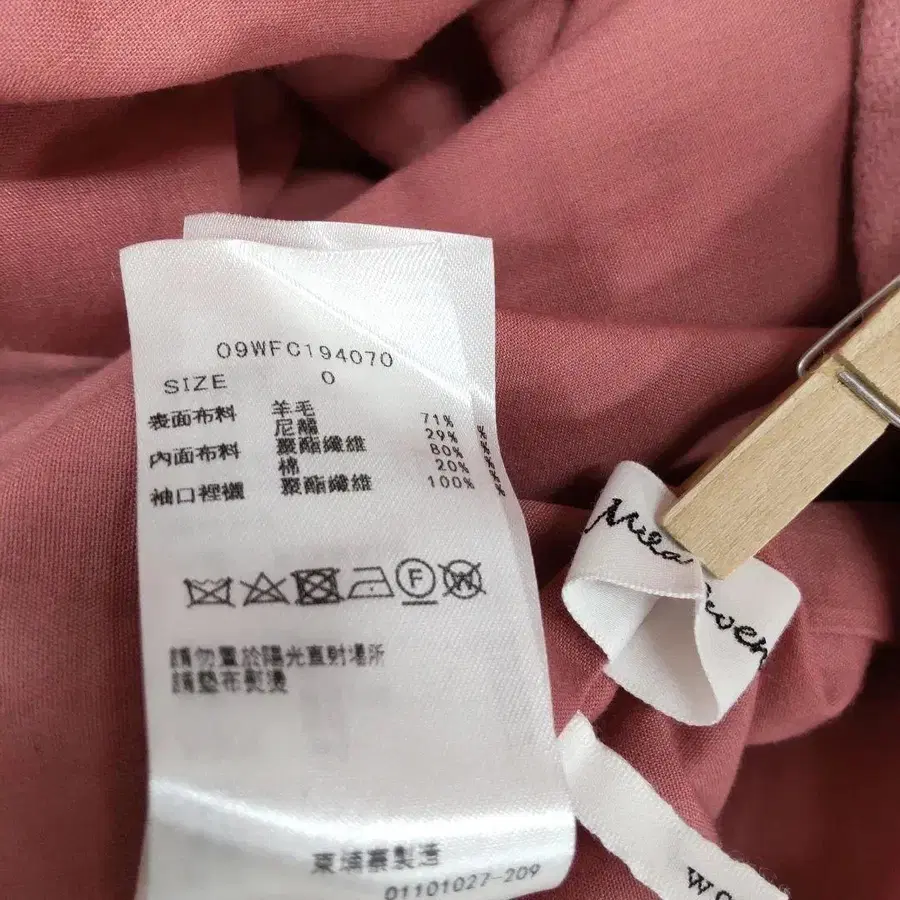 09WFC194070
SIZE 0
表面布料 羊毛 71%
尼龍 29%
內面布料 聚酯纖維 80%
棉 20%
袖口裡襯 聚酯纖維 100%
F W
請勿置於陽光直射場所
請墊布熨燙
柬埔寨製造
01101027-209
Mila Owen